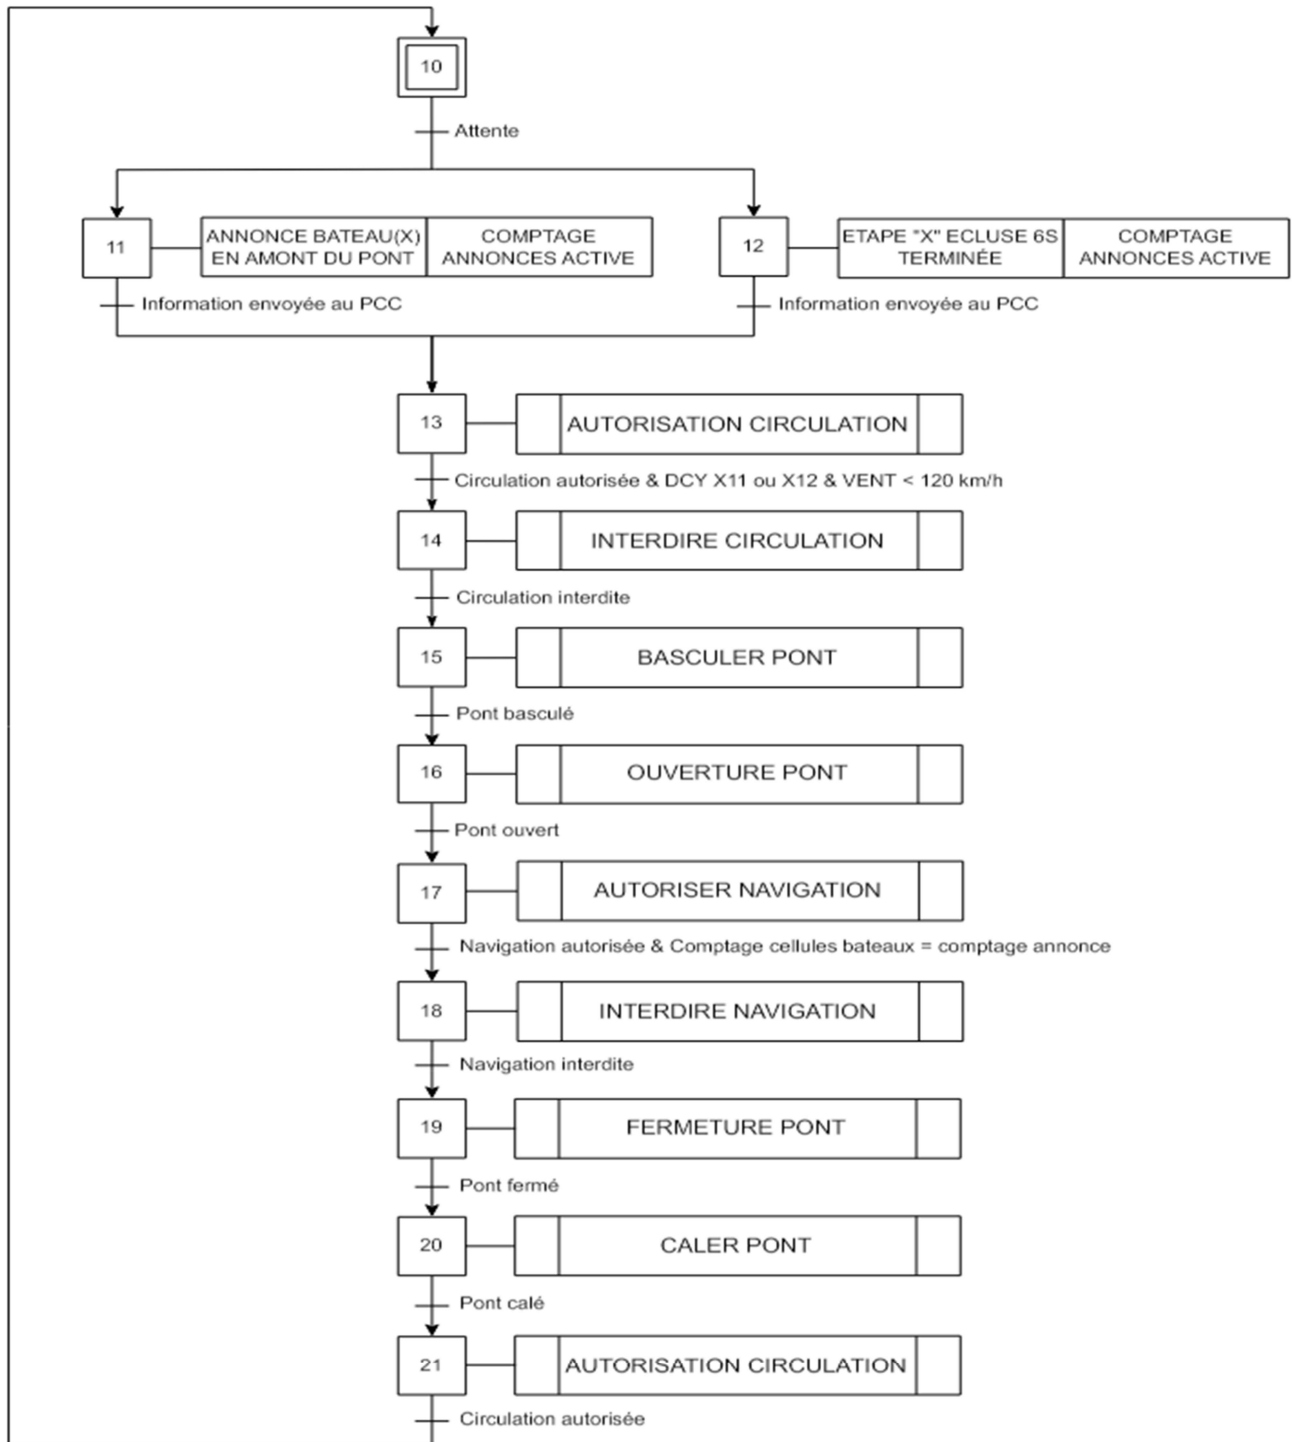 10
Attente
11
ANNONCE BATEAU(X)
EN AMONT DU PONT
COMPTAGE
ANNONCES ACTIVE
12
ETAPE "X" ECLUSE 6S
TERMINÉE
COMPTAGE
ANNONCES ACTIVE
Information envoyée au PCC
Information envoyée au PCC
13
AUTORISATION CIRCULATION
Circulation autorisée & DCY X11 ou X12 & VENT < 120 km/h
14
INTERDIRE CIRCULATION
Circulation interdite
15
BASCULER PONT
Pont basculé
16
OUVERTURE PONT
Pont ouvert
17
AUTORISER NAVIGATION
Navigation autorisée & Comptage cellules bateaux = comptage annonce
18
INTERDIRE NAVIGATION
Navigation interdite
19
FERMETURE PONT
Pont fermé
20
CALER PONT
Pont calé
21
AUTORISATION CIRCULATION
Circulation autorisée